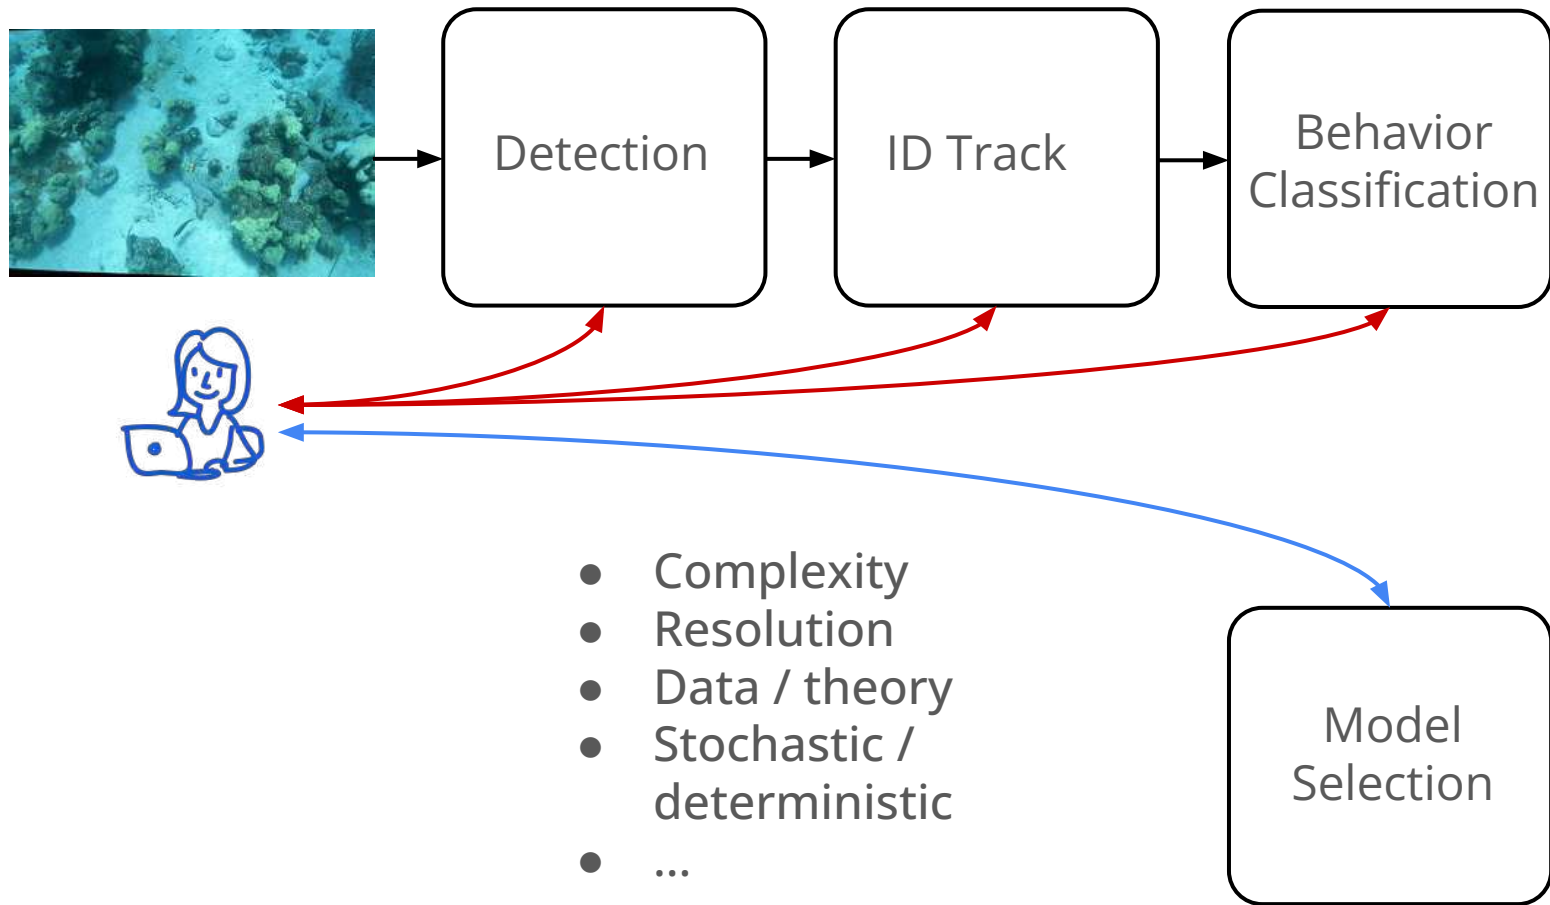 Detection
ID Track
Behavior
Classification
● Complexity
● Resolution
● Data / theory
● Stochastic /
deterministic
● ...
Model
Selection